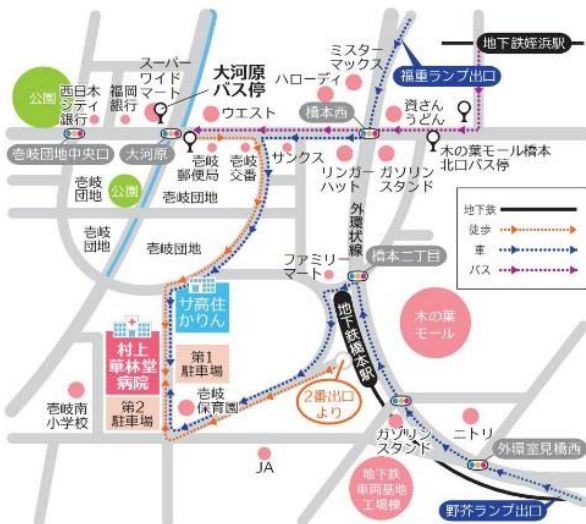 地下鉄姪浜駅
ミスター
マックス
福重ランプ出口
スーパー
ワイド
マート
大河原
バス停
ハローディ
公園
西日本
シティ
銀行
福岡
銀行
ウエスト
橋本西
資さん
うどん
壱岐団地中央口
大河原
壱岐
郵便局
壱岐
交番
サンクス
リンガー
ハット
ガソリン
スタンド
木の葉モール橋本
北口バス停
壱岐
団地
公園
壱岐団地
外環状線
地下鉄
徒歩
車
バス
壱岐
団地
壱岐団地
ファミリー
マート
橋本二丁目
サ高住
かりん
木の葉
モール
地下鉄橋本駅
村上
華林堂
病院
第1
駐車場
2番出口
より
壱岐南
小学校
第2
駐車場
壱岐
保育園
ガソリン
スタンド
ニトリ
外環室見橋西
JA
地下鉄
車両基地
工場棟
野芥ランプ出口